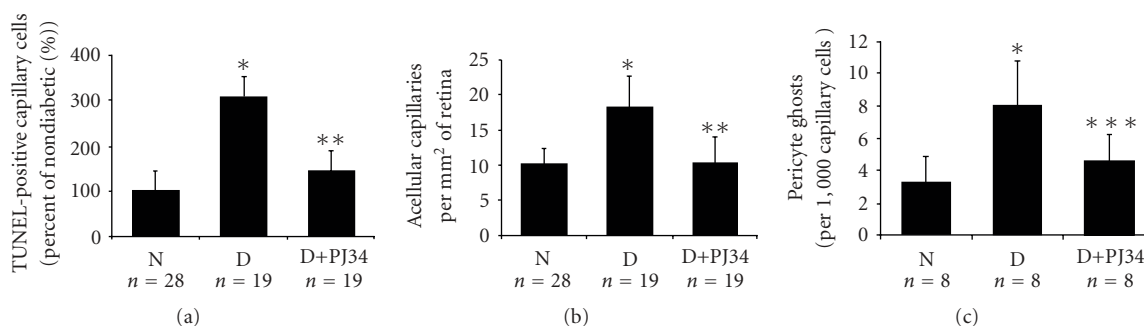 TUNEL-positive capillary cells
(percent of nondiabetic (%))
400
300
200
100
0
*
**
N
D
D+PJ34
n = 28
n = 19
n = 19
(a)
Acellular capillaries
per mm² of retina
25
20
15
10
5
0
*
**
N
D
D+PJ34
n = 28
n = 19
n = 19
(b)
Pericyte ghosts
(per 1, 000 capillary cells)
12
10
8
6
4
2
0
*
***
N
D
D+PJ34
n = 8
n = 8
n = 8
(c)